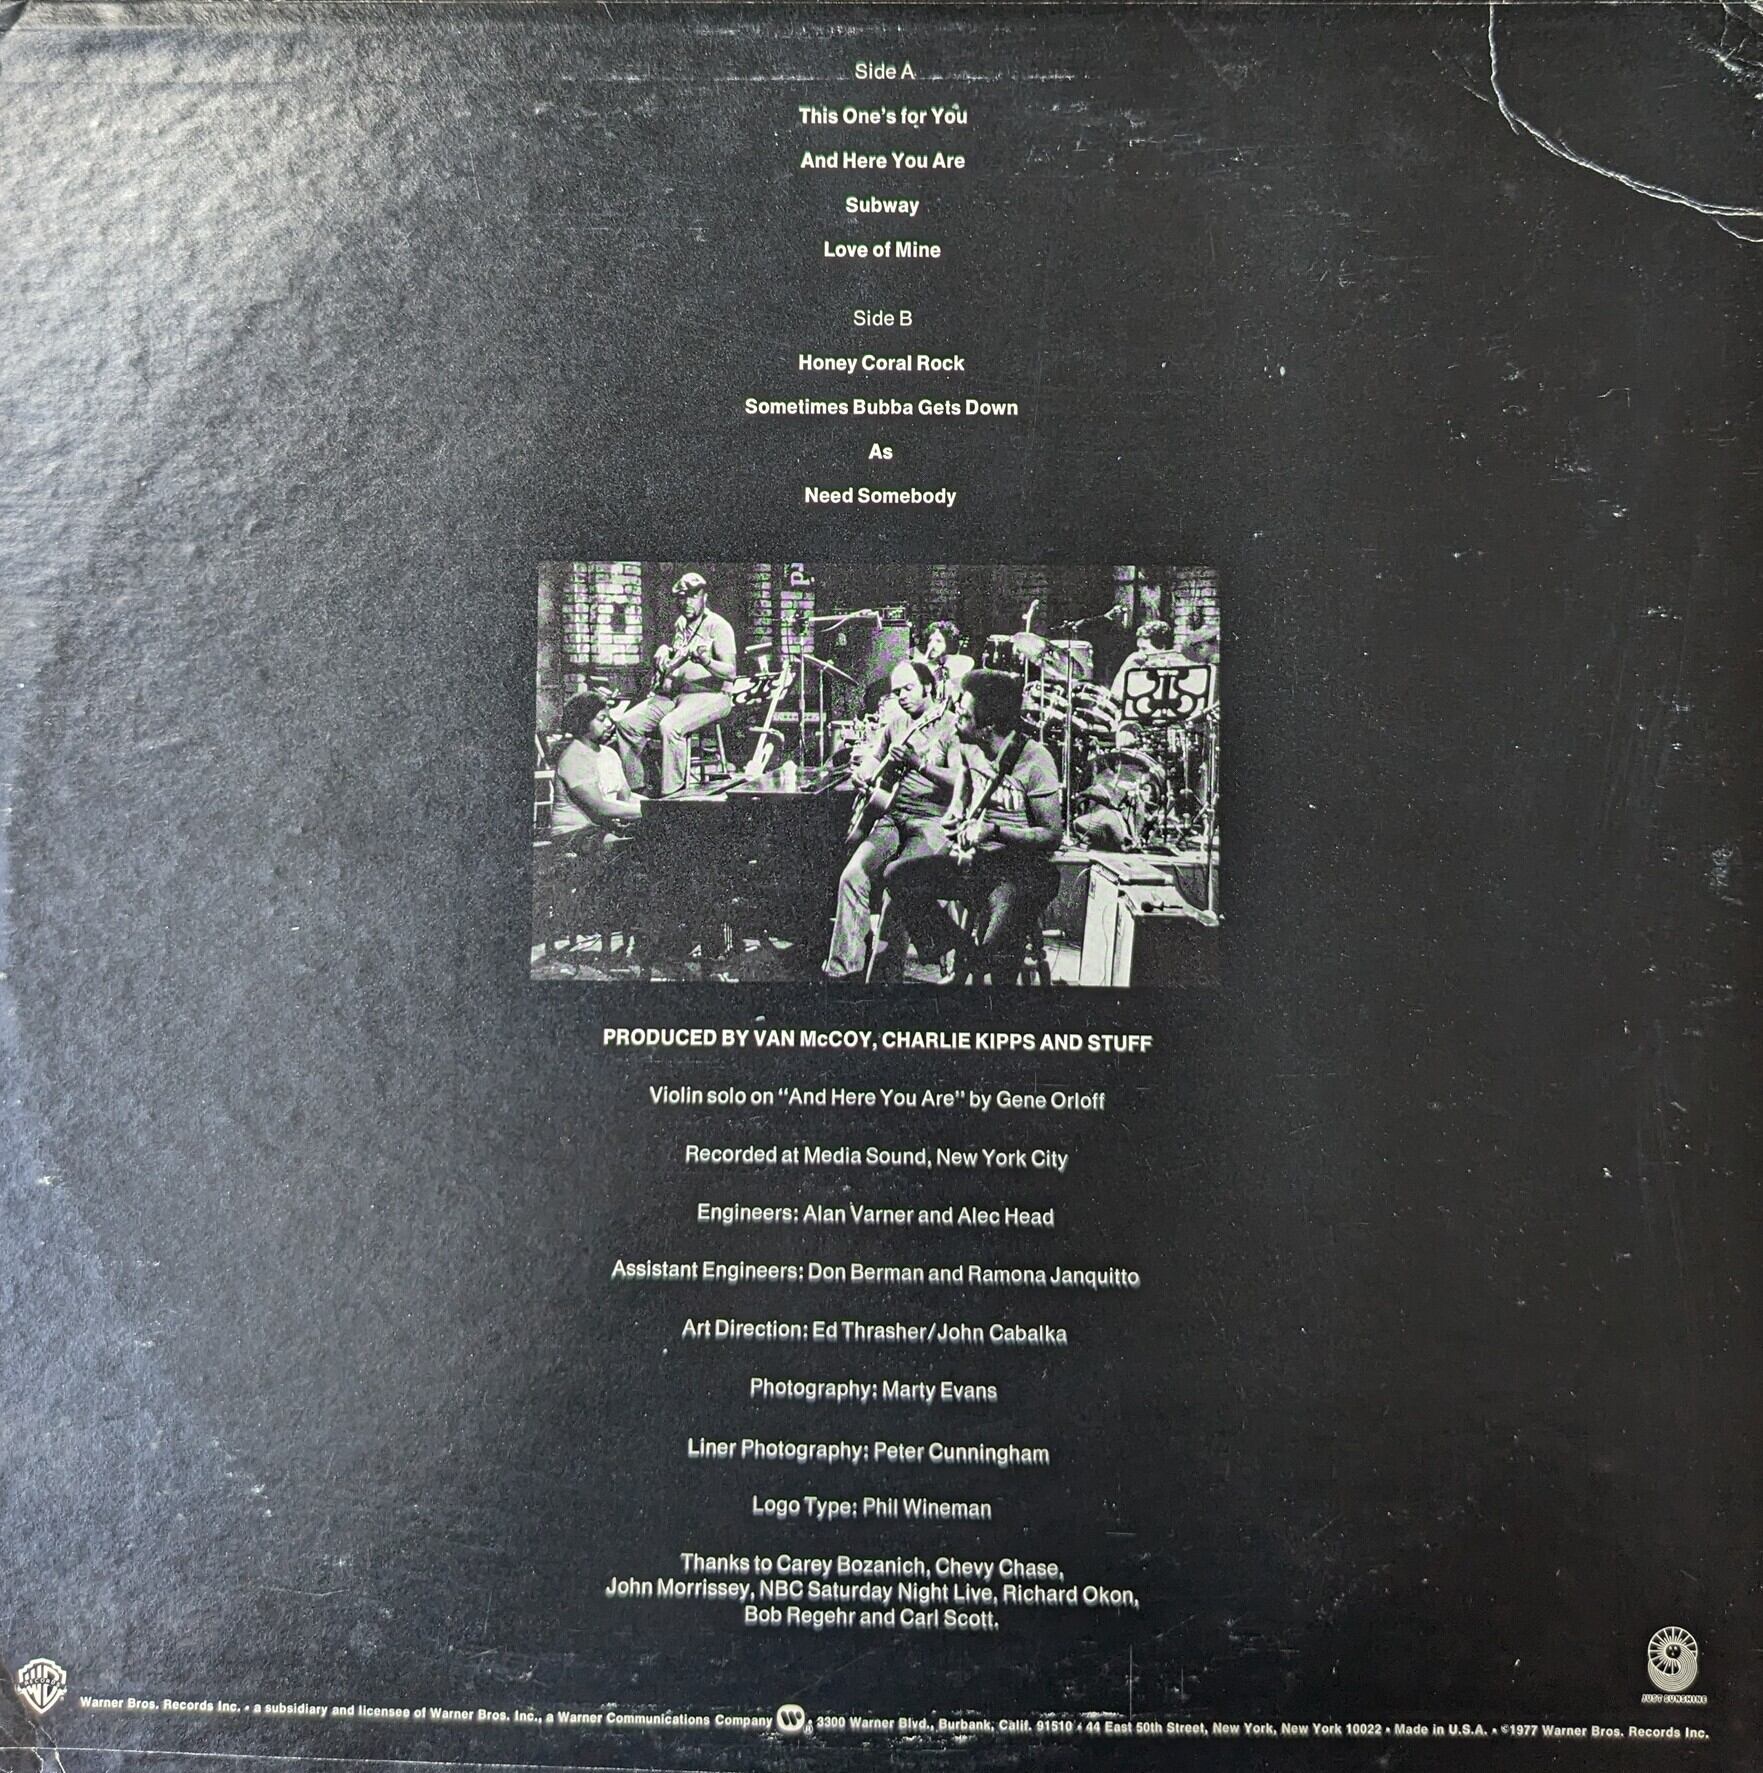 Side A
This One's for You
And Here You Are
Subway
Love of Mine
Side B
Honey Coral Rock
Sometimes Bubba Gets Down
As
Need Somebody
PRODUCED BY VAN McCOY, CHARLIE KIPPS AND STUFF
Violin solo on "And Here You Are" by Gene Orloff
Recorded at Media Sound, New York City
Engineers: Alan Varner and Alec Head
Assistant Engineers: Don Berman and Ramona Janquitto
Art Direction: Ed Thrasher/John Cabalka
Photography: Marty Evans
Liner Photography: Peter Cunningham
Logo Type: Phil Wineman
Thanks to Carey Bozanich, Chevy Chase,
John Morrissey, NBC Saturday Night Live, Richard Okon,
Bob Regehr and Carl Scott.
WB RECORDS
JUST SUNSHINE
Warner Bros. Records Inc. • a subsidiary and licensee of Warner Bros. Inc., a Warner Communications Company ® 3300 Warner Blvd., Burbank, Calif. 91510 • 44 East 50th Street, New York, New York 10022 • Made in U.S.A. • ©1977 Warner Bros. Records Inc.